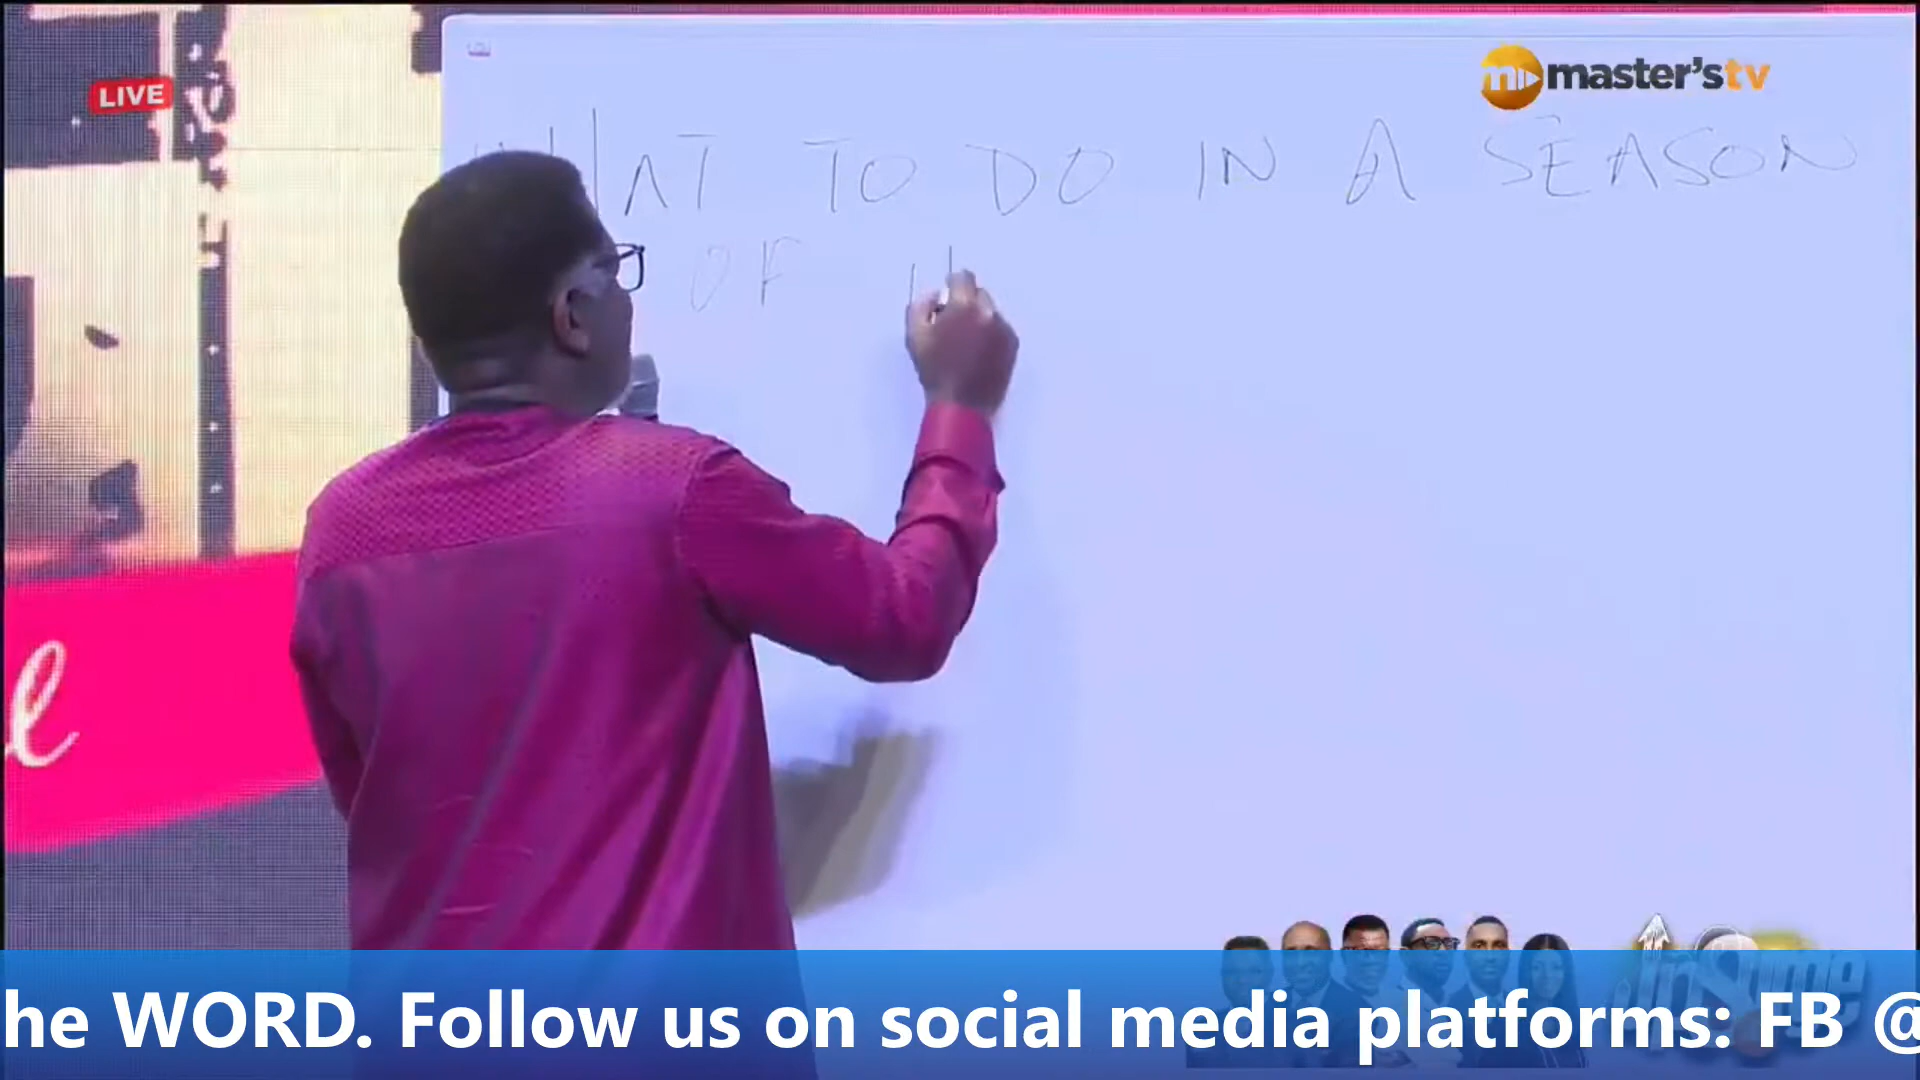 LIVE
master'stv
WHAT TO DO IN A SEASON
OF
he WORD. Follow us on social media platforms: FB @